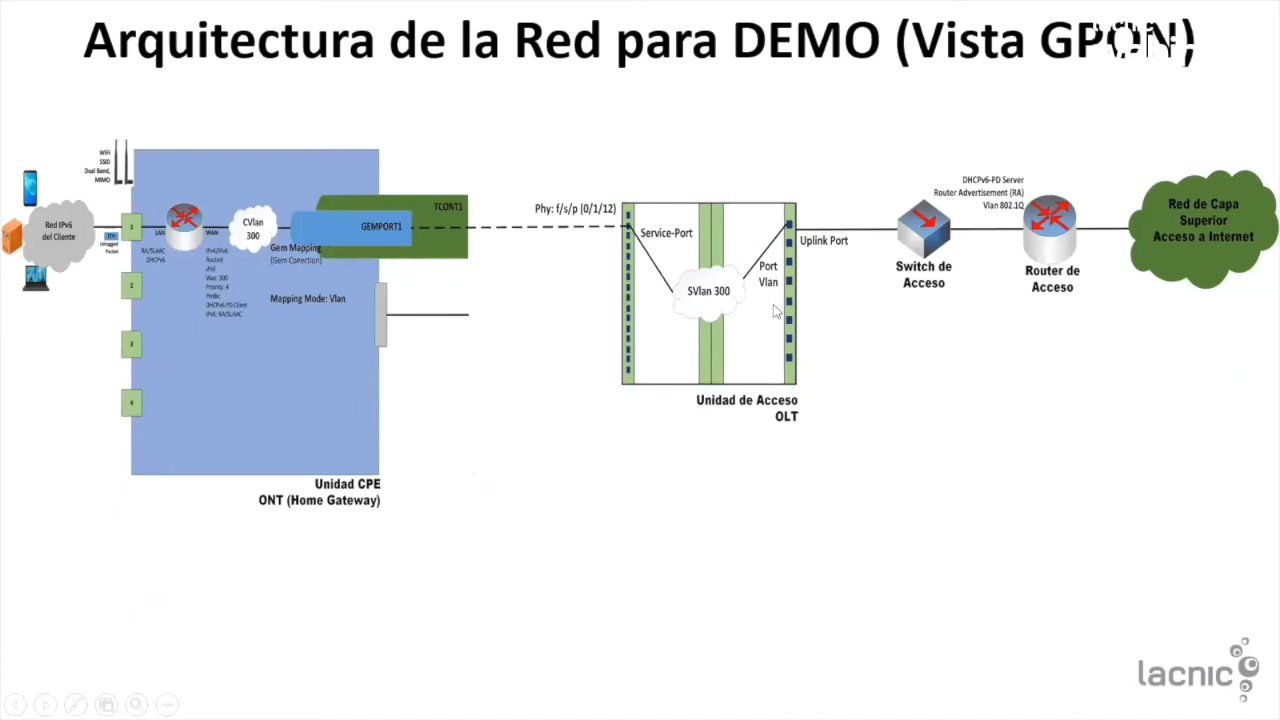 Arquitectura de la Red para DEMO (Vista GPON)
WiFi
SSID
Dual Band,
MIMO
Red IPv6
del Cliente
ETH
Untagged
Packet
1
2
3
4
LAN
RA/SLAAC
DHCPv6
WAN
IPv4/IPv6
Routed
Vlan: 300
Priority: 4
DHCPv6-PD Client
IPv6: RA/SLAAC
CVlan
300
Gem Mapping
(Gem Conection)
Mapping Mode: Vlan
GEMPORT1
TCONT1
Unidad CPE
ONT (Home Gateway)
Phy: f/s/p (0/1/12)
Service-Port
SVlan 300
Port
Vlan
Uplink Port
Unidad de Acceso
OLT
Switch de
Acceso
DHCPv6-PD Server
Router Advertisement (RA)
Vlan 802.1Q
Router de
Acceso
Red de Capa
Superior
Acceso a Internet
lacnic